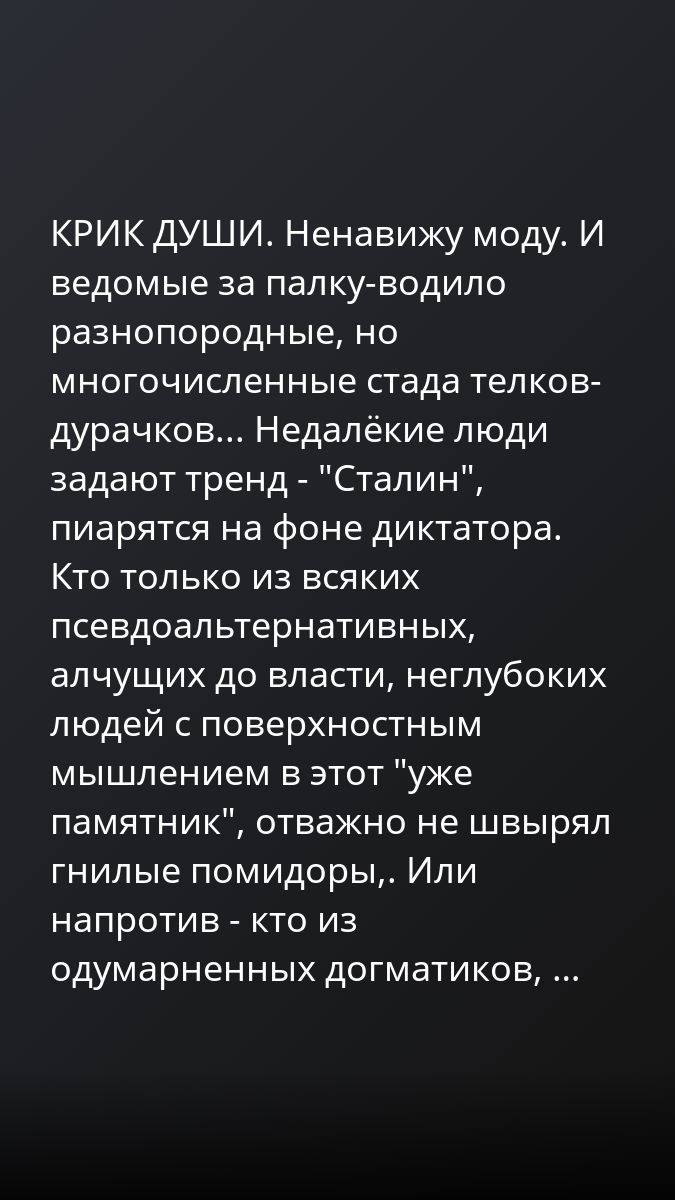 КРИК ДУШИ. Ненавижу моду. И
ведомые за палку-водило
разнопородные, но
многочисленные стада телков-
дурачков... Недалёкие люди
задают тренд - "Сталин",
пиарятся на фоне диктатора.
Кто только из всяких
псевдоальтернативных,
алчущих до власти, неглубоких
людей с поверхностным
мышлением в этот "уже
памятник", отважно не швырял
гнилые помидоры,. Или
напротив - кто из
одумарненных догматиков, ...